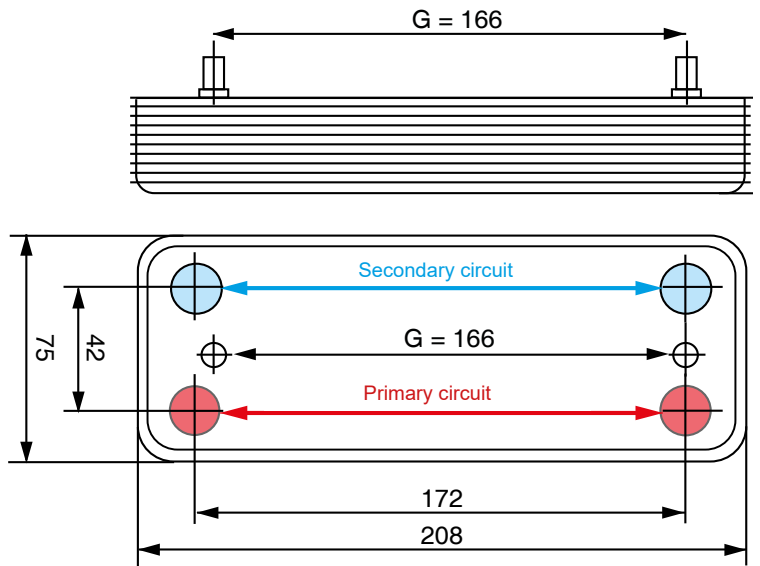 G = 166
Secondary circuit
G = 166
75
42
Primary circuit
172
208